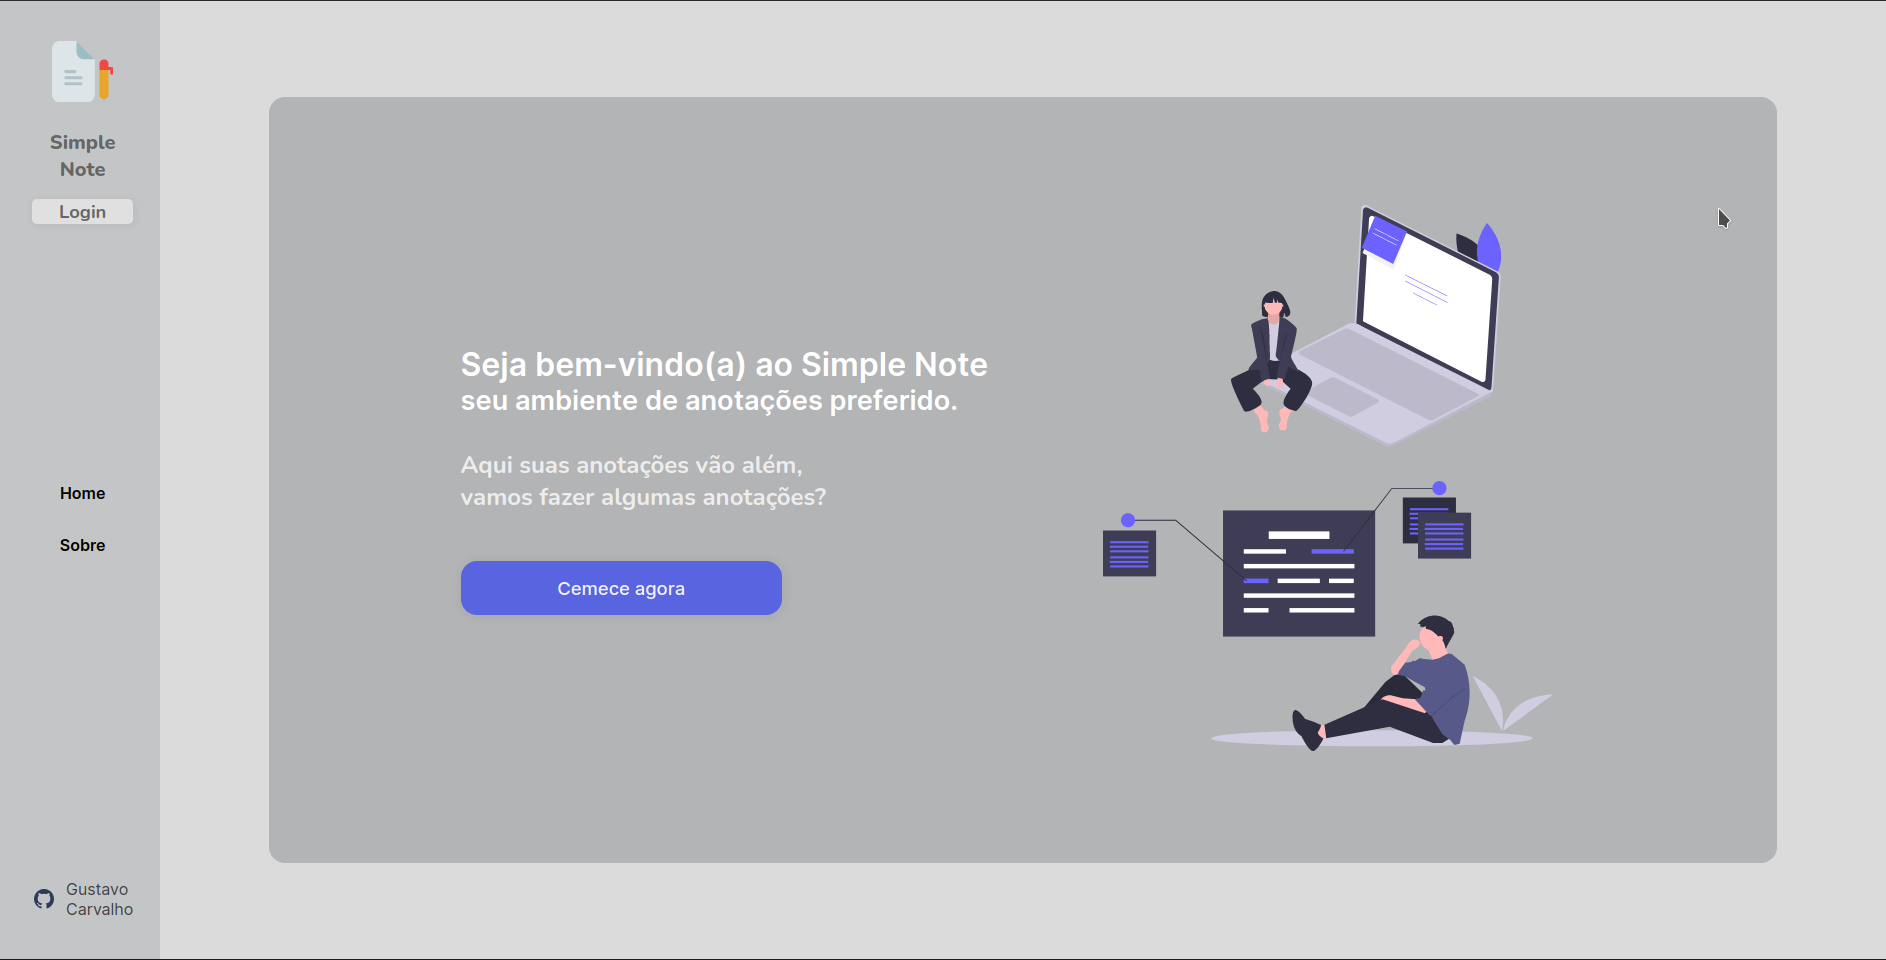 Simple
Note
Login
Home
Sobre
Gustavo
Carvalho
Seja bem-vindo(a) ao Simple Note
seu ambiente de anotações preferido.
Aqui suas anotações vão além,
vamos fazer algumas anotações?
Cemece agora